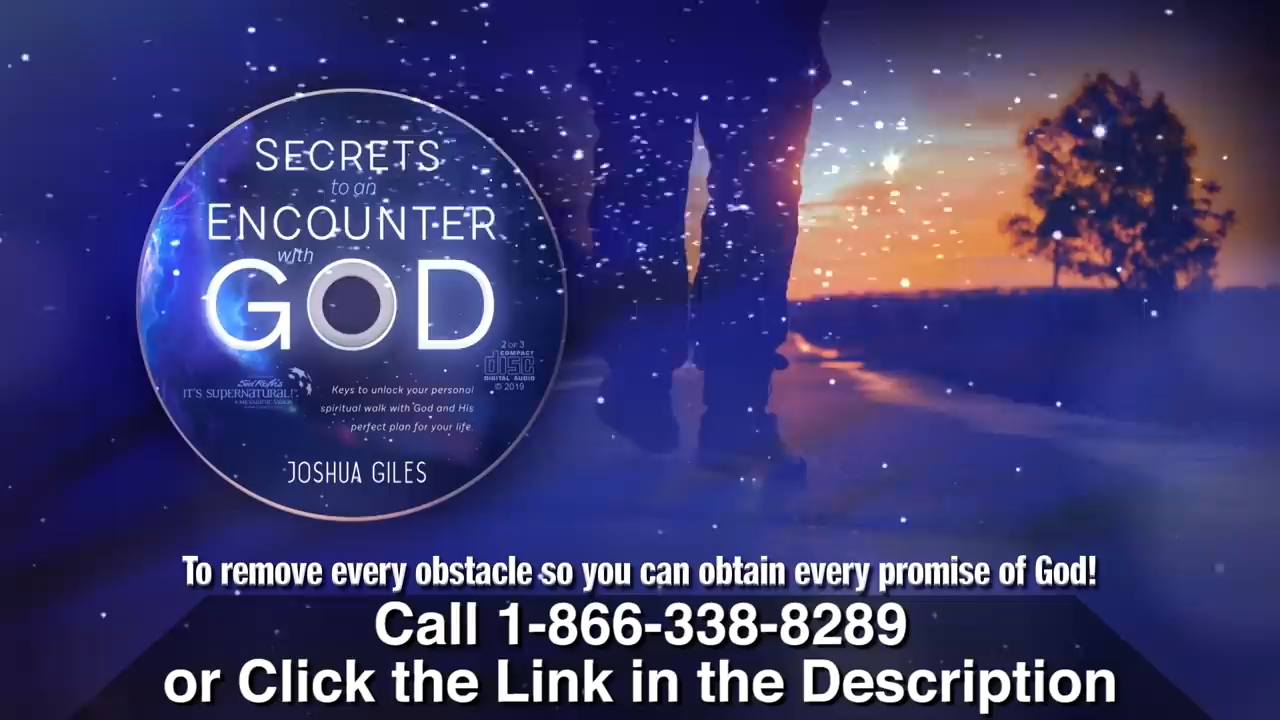 SECRETS
to an
ENCOUNTER
with
GOD
2 OF 3
COMPACT
disc
DIGITAL AUDIO
© 2019
Sid Roth's
IT'S SUPERNATURAL!
Keys to unlock your personal
spiritual walk with God and His
perfect plan for your life.
JOSHUA GILES
To remove every obstacle so you can obtain every promise of God!
Call 1-866-338-8289
or Click the Link in the Description